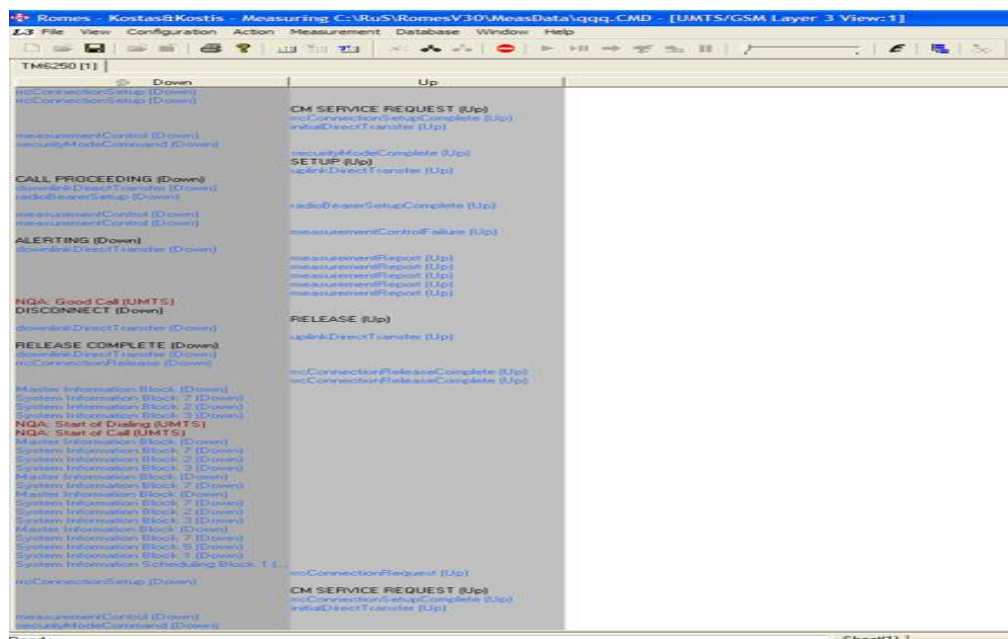 Romes - Kostas&Kostis - Measuring C:\RuS\RomesV30\MeasData\qqq.CMD - [UMTS/GSM Layer 3 View:1]
L3 File View Configuration Action Measurement Database Window Help
TM6250 [1]
Down Up
rrcConnectionSetup (Down)
rrcConnectionSetup (Down)
CM SERVICE REQUEST (Up)
rrcConnectionSetupComplete (Up)
initialDirectTransfer (Up)
measurementControl (Down)
securityModeCommand (Down)
securityModeComplete (Up)
SETUP (Up)
uplinkDirectTransfer (Up)
CALL PROCEEDING (Down)
downlinkDirectTransfer (Down)
radioBearerSetup (Down)
radioBearerSetupComplete (Up)
measurementControl (Down)
measurementControl (Down)
measurementControlFailure (Up)
ALERTING (Down)
downlinkDirectTransfer (Down)
measurementReport (Up)
measurementReport (Up)
measurementReport (Up)
measurementReport (Up)
NQA: Good Call (UMTS)
DISCONNECT (Down)
RELEASE (Up)
downlinkDirectTransfer (Down)
uplinkDirectTransfer (Up)
RELEASE COMPLETE (Down)
downlinkDirectTransfer (Down)
rrcConnectionRelease (Down)
rrcConnectionReleaseComplete (Up)
rrcConnectionReleaseComplete (Up)
Master Information Block (Down)
System Information Block 7 (Down)
System Information Block 2 (Down)
System Information Block 3 (Down)
NQA: Start of Dialing (UMTS)
NQA: Start of Call (UMTS)
Master Information Block (Down)
System Information Block 7 (Down)
System Information Block 2 (Down)
System Information Block 3 (Down)
Master Information Block (Down)
System Information Block 7 (Down)
Master Information Block (Down)
System Information Block 7 (Down)
System Information Block 2 (Down)
System Information Block 3 (Down)
Master Information Block (Down)
System Information Block 7 (Down)
System Information Block 5 (Down)
System Information Block 1 (Down)
System Information Scheduling Block 1 (...
rrcConnectionRequest (Up)
rrcConnectionSetup (Down)
CM SERVICE REQUEST (Up)
rrcConnectionSetupComplete (Up)
initialDirectTransfer (Up)
measurementControl (Down)
securityModeCommand (Down)